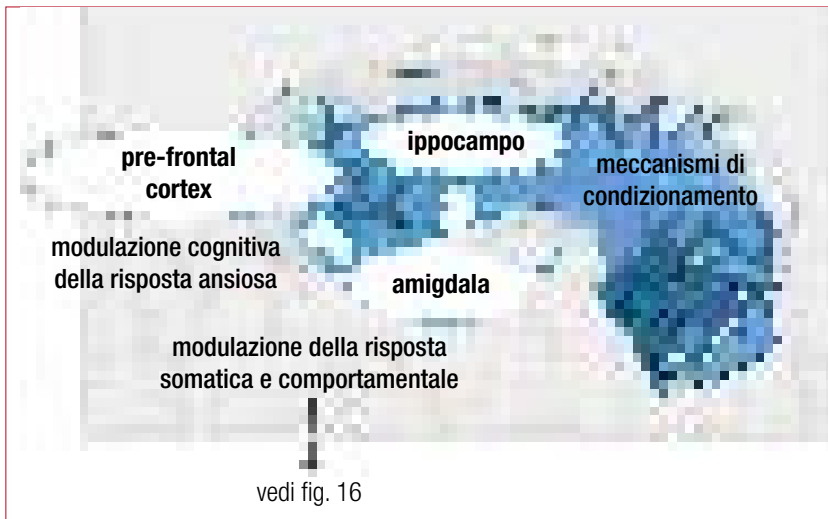 ippocampo
pre-frontal
cortex
meccanismi di
condizionamento
modulazione cognitiva
della risposta ansiosa
amigdala
modulazione della risposta
somatica e comportamentale
vedi fig. 16